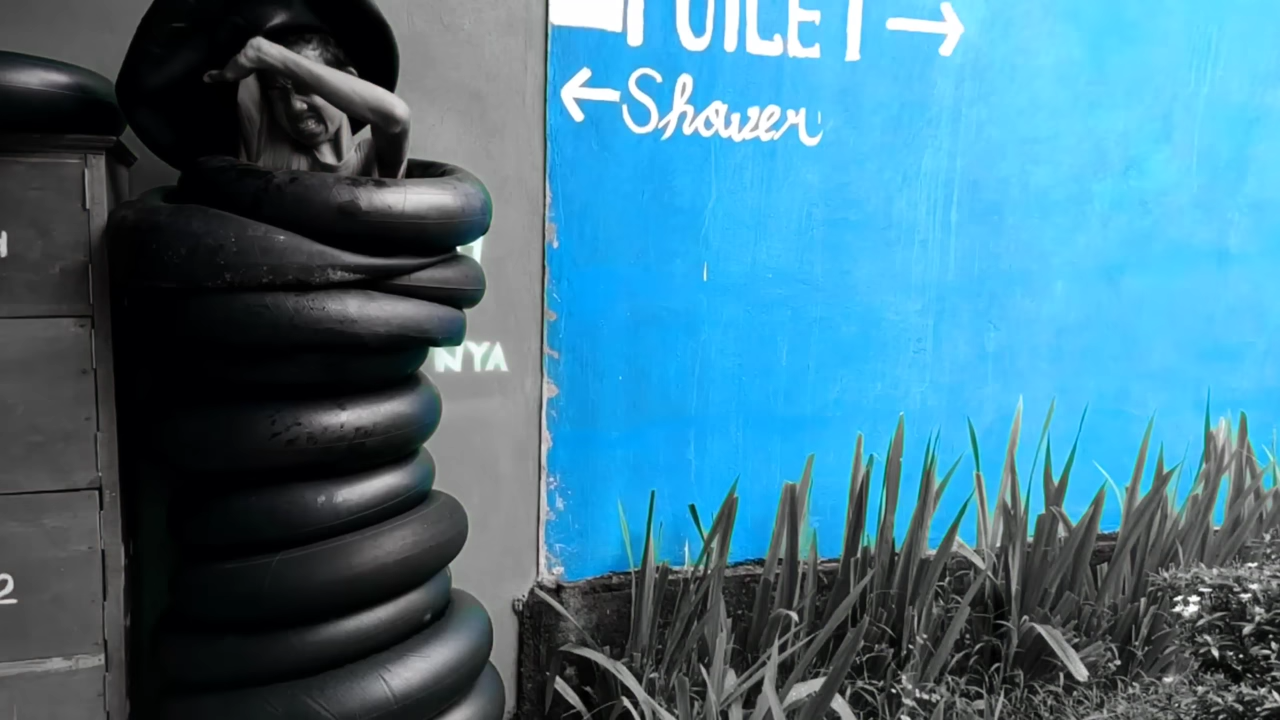 TOILET →
← Shower
NYA
2